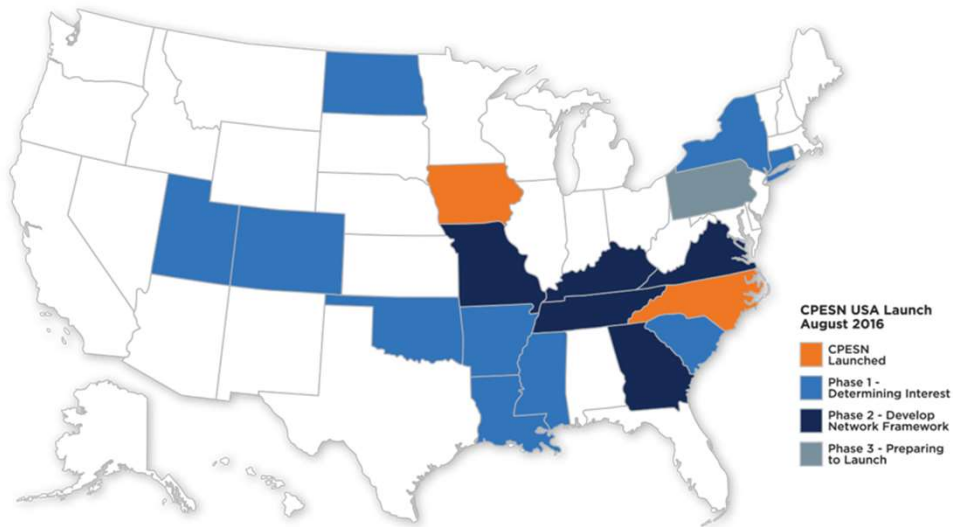 CPESN USA Launch
August 2016
CPESN
Launched
Phase 1 -
Determining Interest
Phase 2 - Develop
Network Framework
Phase 3 - Preparing
to Launch